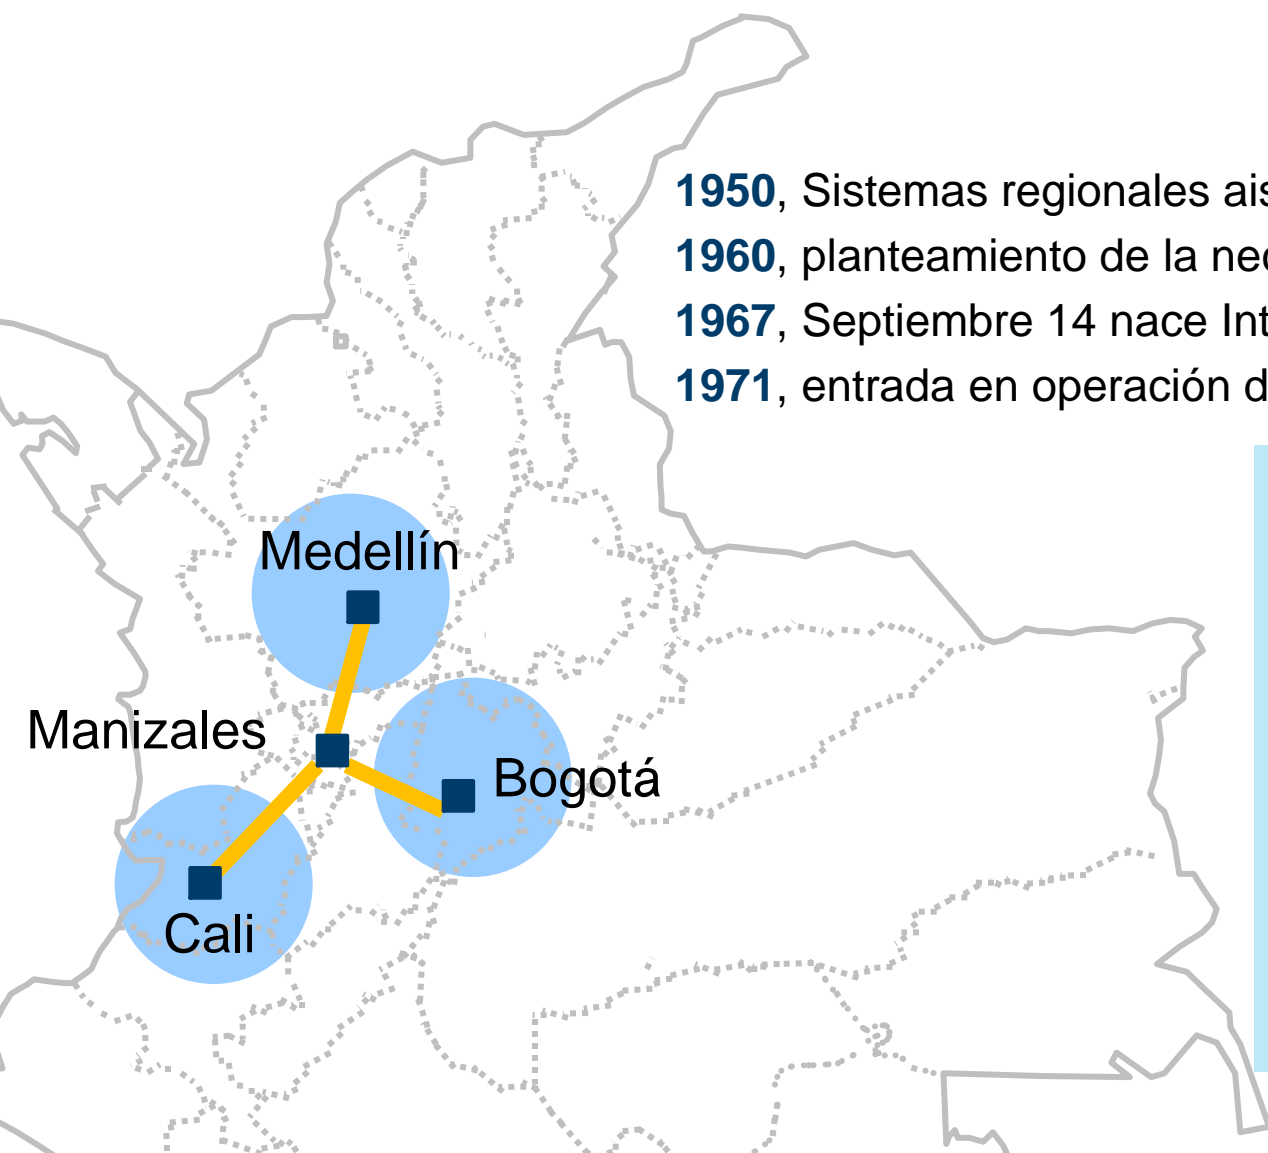 1950, Sistemas regionales ais
1960, planteamiento de la nec
1967, Septiembre 14 nace Int
1971, entrada en operación d
Medellín
Manizales
Bogotá
Cali